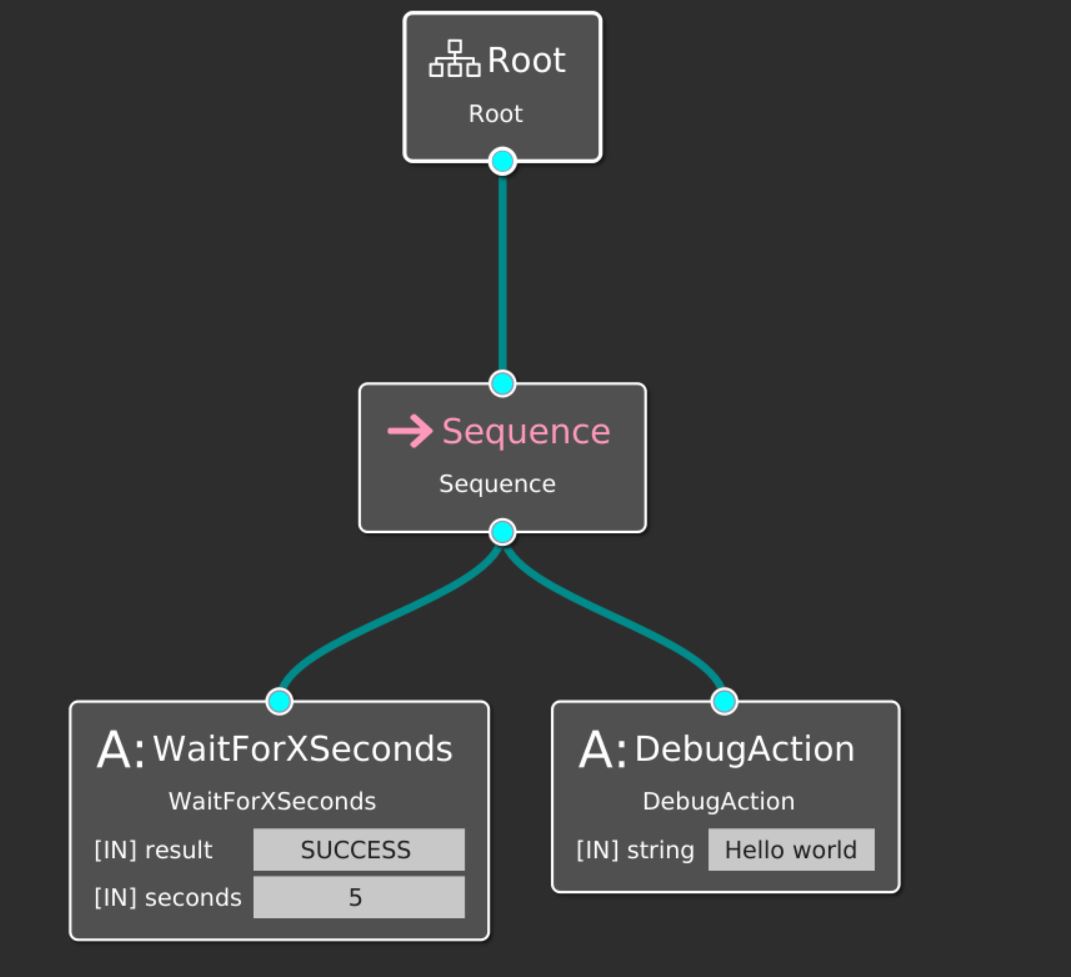 Root
Root
Sequence
Sequence
A: WaitForXSeconds
WaitForXSeconds
[IN] result SUCCESS
[IN] seconds 5
A: DebugAction
DebugAction
[IN] string Hello world